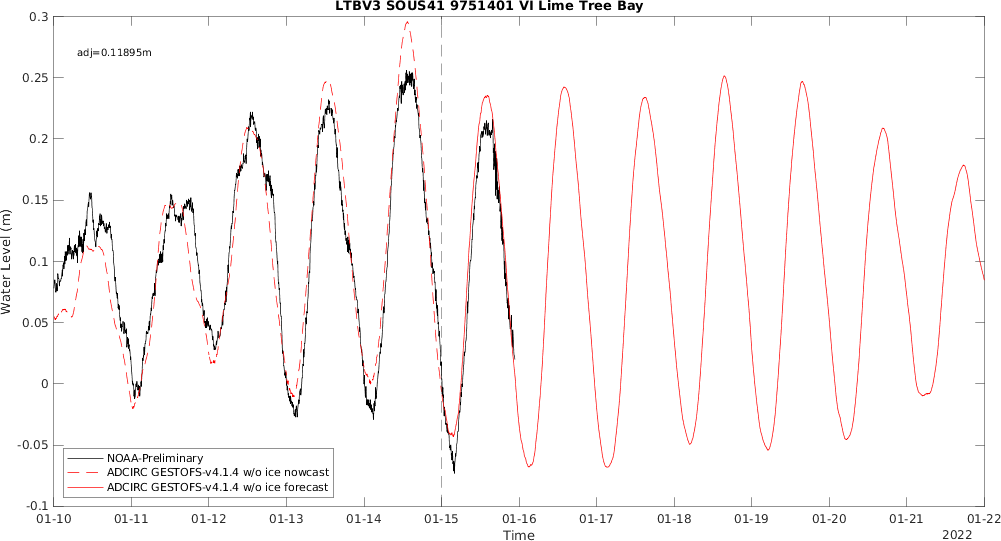 LTBV3 SOUS41 9751401 VI Lime Tree Bay
adj=0.11895m
0.3
0.25
0.2
0.15
0.1
0.05
0
-0.05
-0.1
Water Level (m)
NOAA-Preliminary
ADCIRC GESTOFS-v4.1.4 w/o ice nowcast
ADCIRC GESTOFS-v4.1.4 w/o ice forecast
01-10 01-11 01-12 01-13 01-14 01-15 01-16 01-17 01-18 01-19 01-20 01-21 01-22
Time
2022